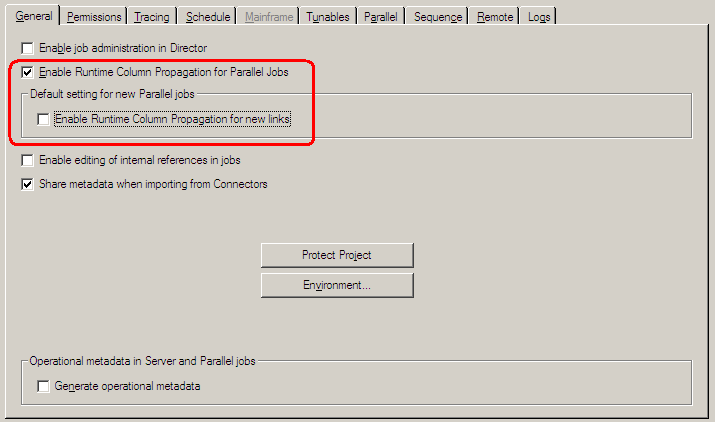 General Permissions Tracing Schedule Mainframe Tunables Parallel Sequence Remote Logs
Enable job administration in Director
Enable Runtime Column Propagation for Parallel Jobs
Default setting for new Parallel jobs
Enable Runtime Column Propagation for new links
Enable editing of internal references in jobs
Share metadata when importing from Connectors
Protect Project
Environment...
Operational metadata in Server and Parallel jobs
Generate operational metadata